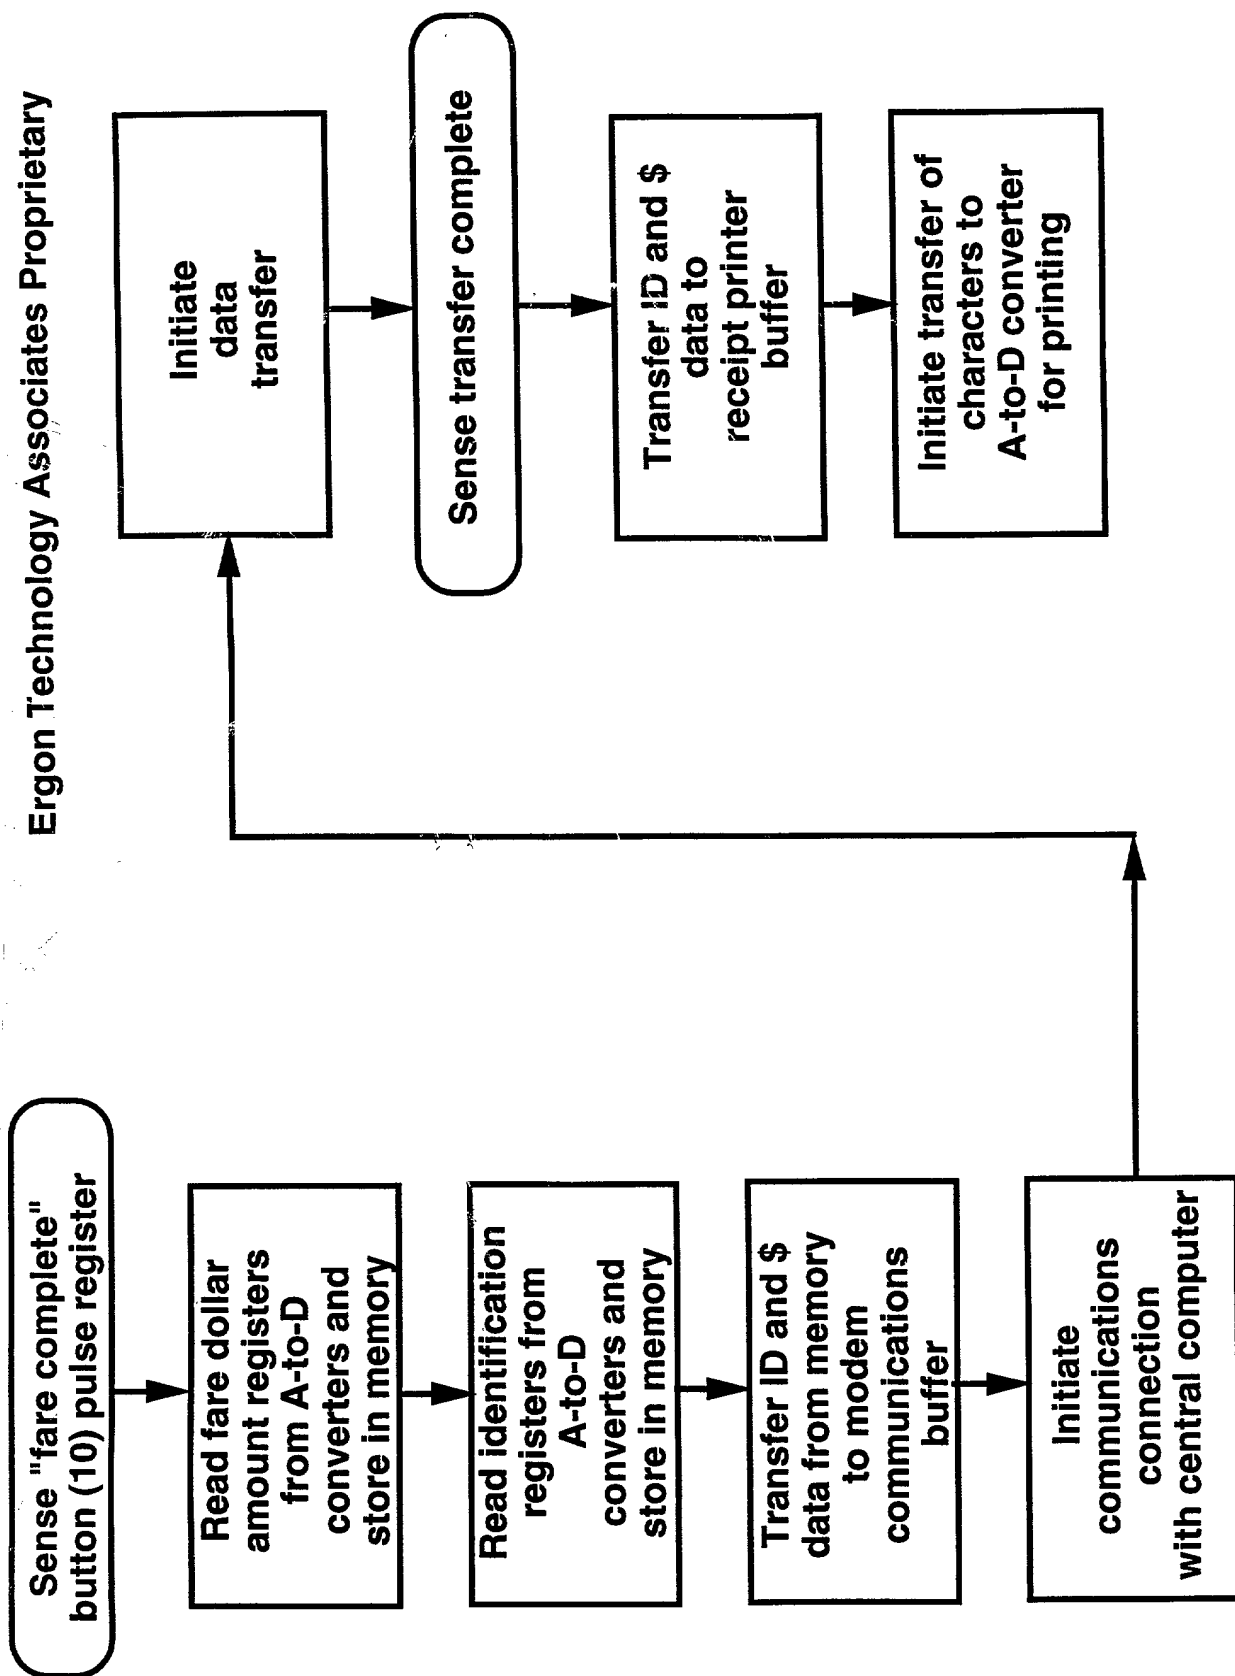 Ergon Technology Associates Proprietary
Sense "fare complete"
button (10) pulse register
Read fare dollar
amount registers
from A-to-D
converters and
store in memory
Read identification
registers from
A-to-D
converters and
store in memory
Transfer ID and $
data from memory
to modem
communications
buffer
Initiate
communications
connection
with central computer
Initiate
data
transfer
Sense transfer complete
Transfer ID and $
data to
receipt printer
buffer
Initiate transfer of
characters to
A-to-D converter
for printing